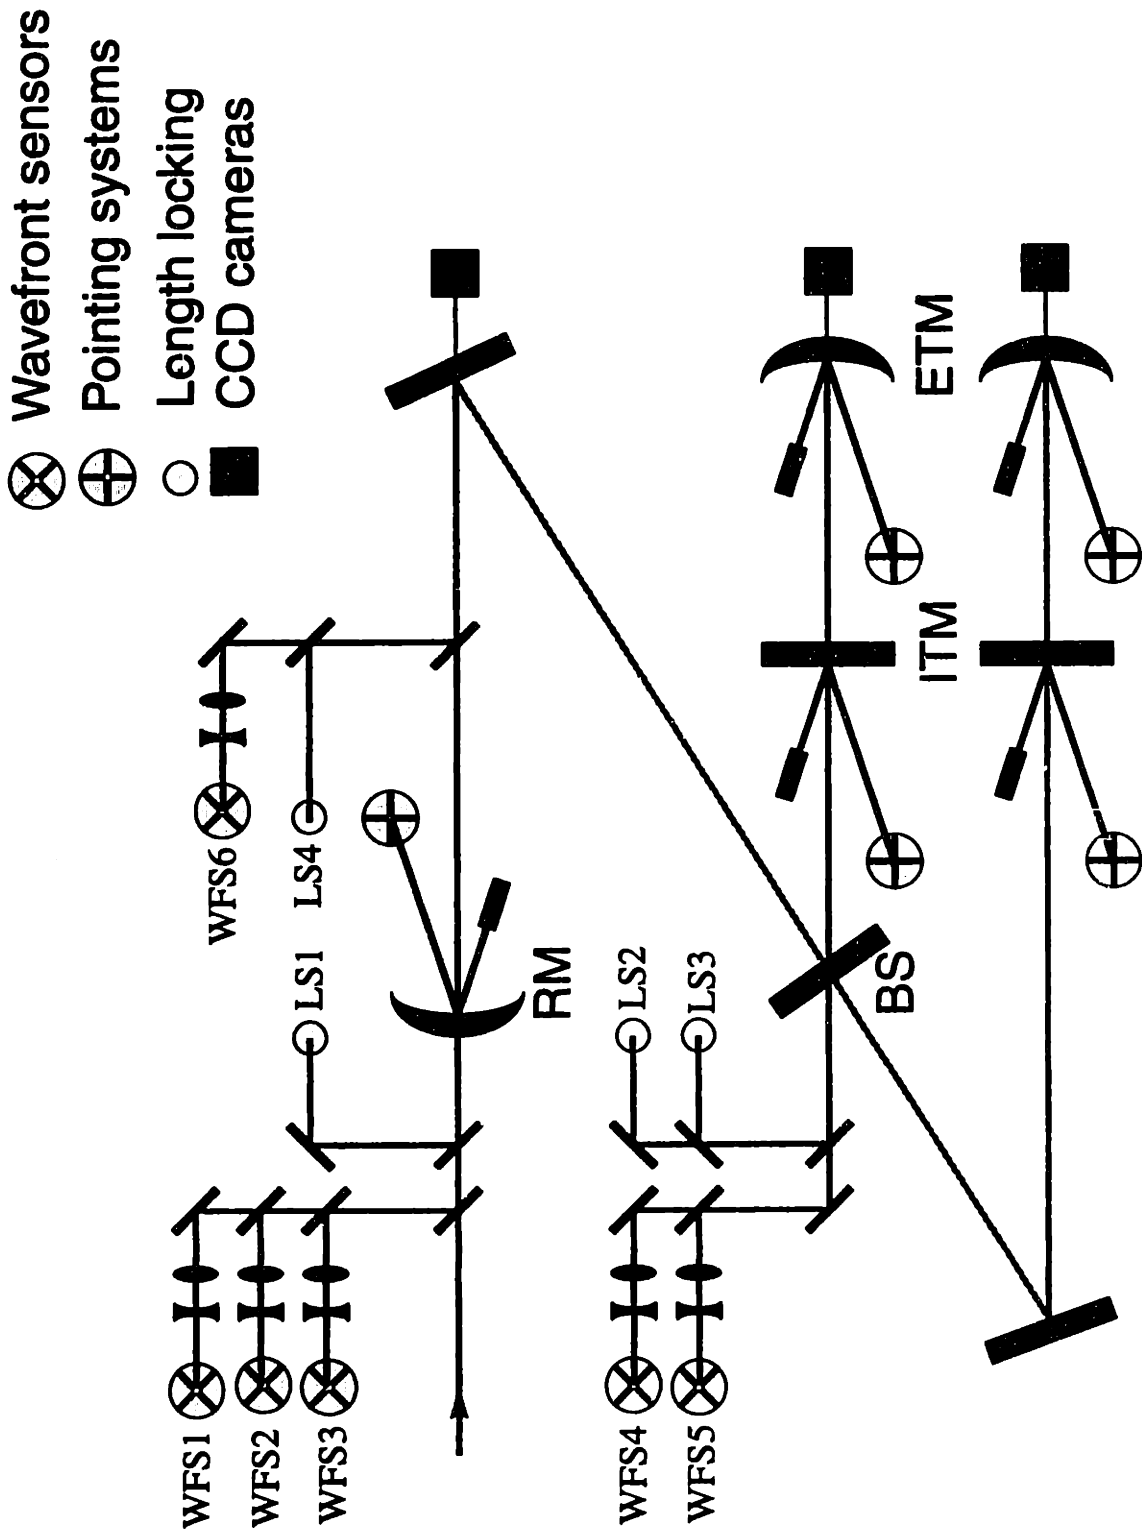 Wavefront sensors
Pointing systems
Length locking
CCD cameras
WFS6
LS4
LS1
RM
WFS1
WFS2
WFS3
LS2
LS3
BS
ITM
ETM
WFS4
WFS5